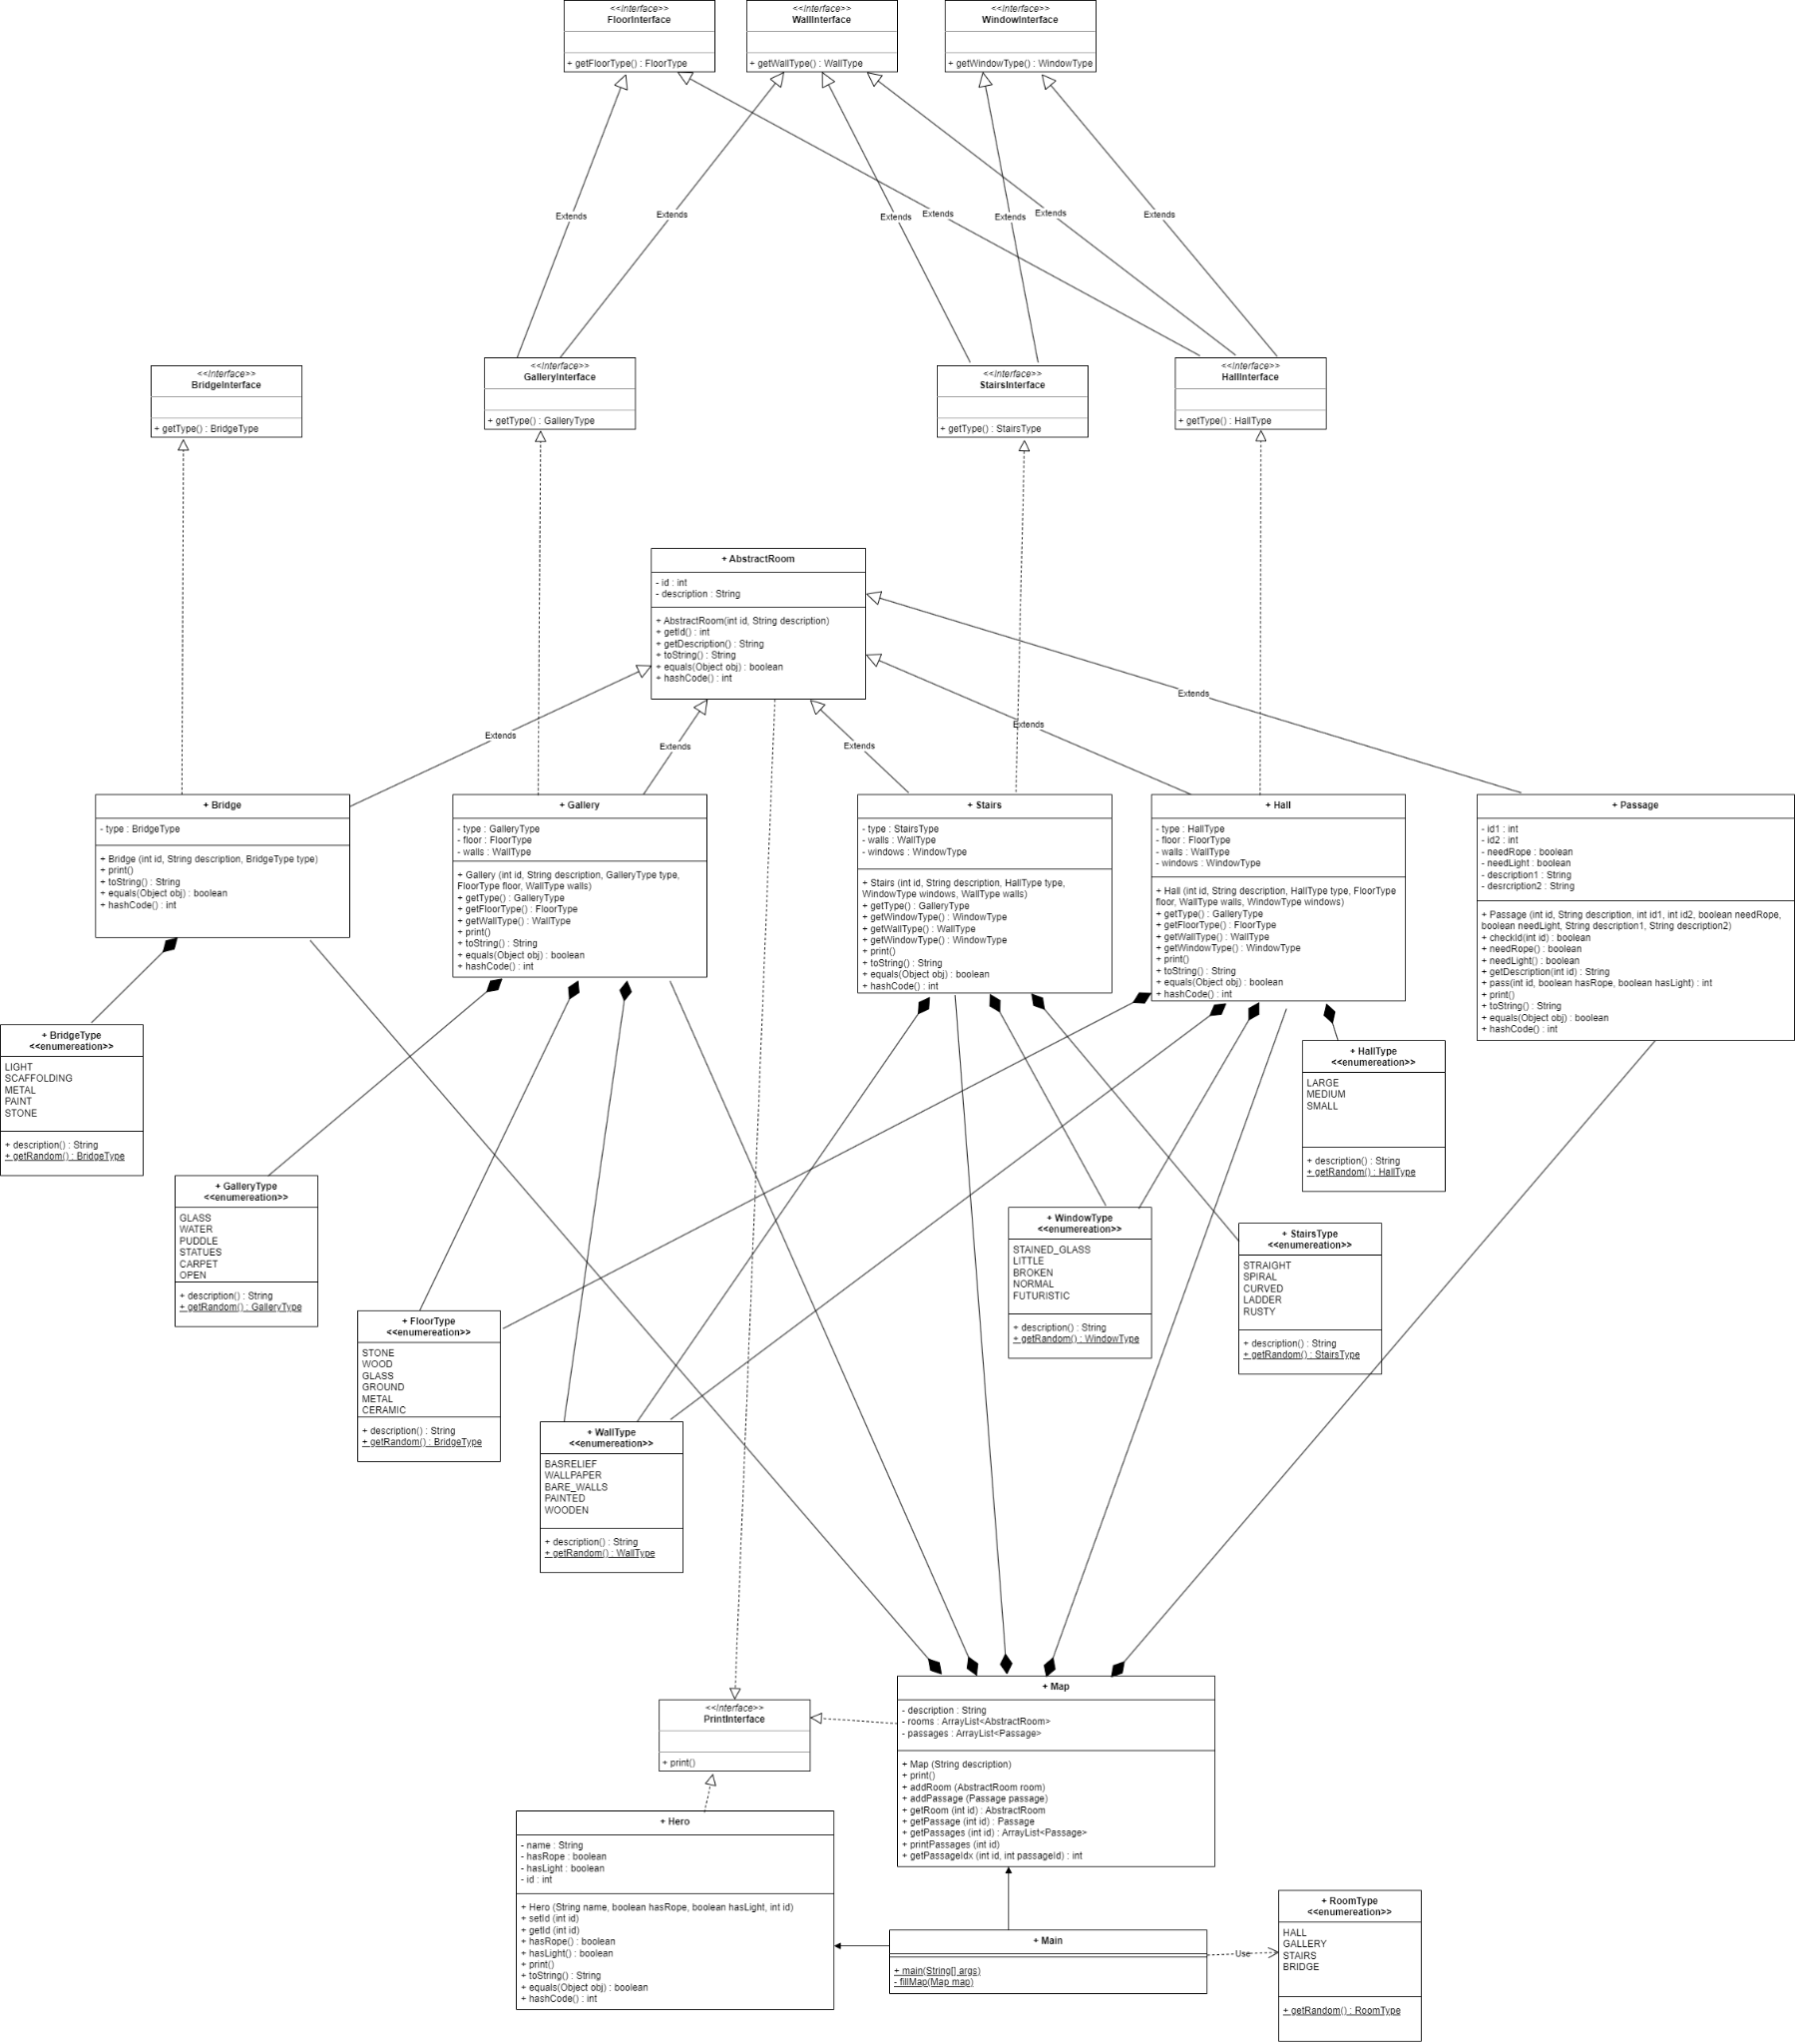 <<Interface>>
FloorInterface
+ getFloorType() : FloorType
<<Interface>>
WallInterface
+ getWallType() : WallType
<<Interface>>
WindowInterface
+ getWindowType() : WindowType
Extends
Extends
Extends
Extends
Extends
Extends
Extends
<<Interface>>
BridgeInterface
+ getType() : BridgeType
<<Interface>>
GalleryInterface
+ getType() : GalleryType
<<Interface>>
StairsInterface
+ getType() : StairsType
<<Interface>>
HallInterface
+ getType() : HallType
+ AbstractRoom
- id : int
- description : String
+ AbstractRoom(int id, String description)
+ getId() : int
+ getDescription() : String
+ toString() : String
+ equals(Object obj) : boolean
+ hashCode() : int
Extends
Extends
Extends
Extends
Extends
+ Bridge
- type : BridgeType
+ Bridge (int id, String description, BridgeType type)
+ print()
+ toString() : String
+ equals(Object obj) : boolean
+ hashCode() : int
+ Gallery
- type : GalleryType
- floor : FloorType
- walls : WallType
+ Gallery (int id, String description, GalleryType type,
FloorType floor, WallType walls)
+ getType() : GalleryType
+ getFloorType() : FloorType
+ getWallType() : WallType
+ print()
+ toString() : String
+ equals(Object obj) : boolean
+ hashCode() : int
+ Stairs
- type : StairsType
- walls : WallType
- windows : WindowType
+ Stairs (int id, String description, HallType type,
WindowType windows, WallType walls)
+ getType() : GalleryType
+ getWindowType() : WindowType
+ getWallType() : WallType
+ getWindowType() : WindowType
+ print()
+ toString() : String
+ equals(Object obj) : boolean
+ hashCode() : int
+ Hall
- type : HallType
- floor : FloorType
- walls : WallType
- windows : WindowType
+ Hall (int id, String description, HallType type, FloorType
floor, WallType walls, WindowType windows)
+ getType() : GalleryType
+ getFloorType() : FloorType
+ getWallType() : WallType
+ getWindowType() : WindowType
+ print()
+ toString() : String
+ equals(Object obj) : boolean
+ hashCode() : int
+ Passage
- id1 : int
- id2 : int
- needRope : boolean
- needLight : boolean
- description1 : String
- desrcription2 : String
+ Passage (int id, String description, int id1, int id2, boolean needRope,
boolean needLight, String description1, String description2)
+ checkId(int id) : boolean
+ needRope() : boolean
+ needLight() : boolean
+ getDescription(int id) : String
+ pass(int id, boolean hasRope, boolean hasLight) : int
+ print()
+ toString() : String
+ equals(Object obj) : boolean
+ hashCode() : int
+ BridgeType
<<enumereation>>
LIGHT
SCAFFOLDING
METAL
PAINT
STONE
+ description() : String
+ getRandom() : BridgeType
+ HallType
<<enumereation>>
LARGE
MEDIUM
SMALL
+ description() : String
+ getRandom() : HallType
+ GalleryType
<<enumereation>>
GLASS
WATER
PUDDLE
STATUES
CARPET
OPEN
+ description() : String
+ getRandom() : GalleryType
+ WindowType
<<enumereation>>
STAINED_GLASS
LITTLE
BROKEN
NORMAL
FUTURISTIC
+ description() : String
+ getRandom() : WindowType
+ StairsType
<<enumereation>>
STRAIGHT
SPIRAL
CURVED
LADDER
RUSTY
+ description() : String
+ getRandom() : StairsType
+ FloorType
<<enumereation>>
STONE
WOOD
GLASS
GROUND
METAL
CERAMIC
+ description() : String
+ getRandom() : BridgeType
+ WallType
<<enumereation>>
BASRELIEF
WALLPAPER
BARE_WALLS
PAINTED
WOODEN
+ description() : String
+ getRandom() : WallType
<<Interface>>
PrintInterface
+ print()
+ Map
- description : String
- rooms : ArrayList<AbstractRoom>
- passages : ArrayList<Passage>
+ Map (String description)
+ print()
+ addRoom (AbstractRoom room)
+ addPassage (Passage passage)
+ getRoom (int id) : AbstractRoom
+ getPassage (int id) : Passage
+ getPassages (int id) : ArrayList<Passage>
+ printPassages (int id)
+ getPassageIdx (int id, int passageId) : int
+ Hero
- name : String
- hasRope : boolean
- hasLight : boolean
- id : int
+ Hero (String name, boolean hasRope, boolean hasLight, int id)
+ setId (int id)
+ getId (int id)
+ hasRope() : boolean
+ hasLight() : boolean
+ print()
+ toString() : String
+ equals(Object obj) : boolean
+ hashCode() : int
+ Main
+ main(String[] args)
- fillMap(Map map)
Use
+ RoomType
<<enumereation>>
HALL
GALLERY
STAIRS
BRIDGE
+ getRandom() : RoomType